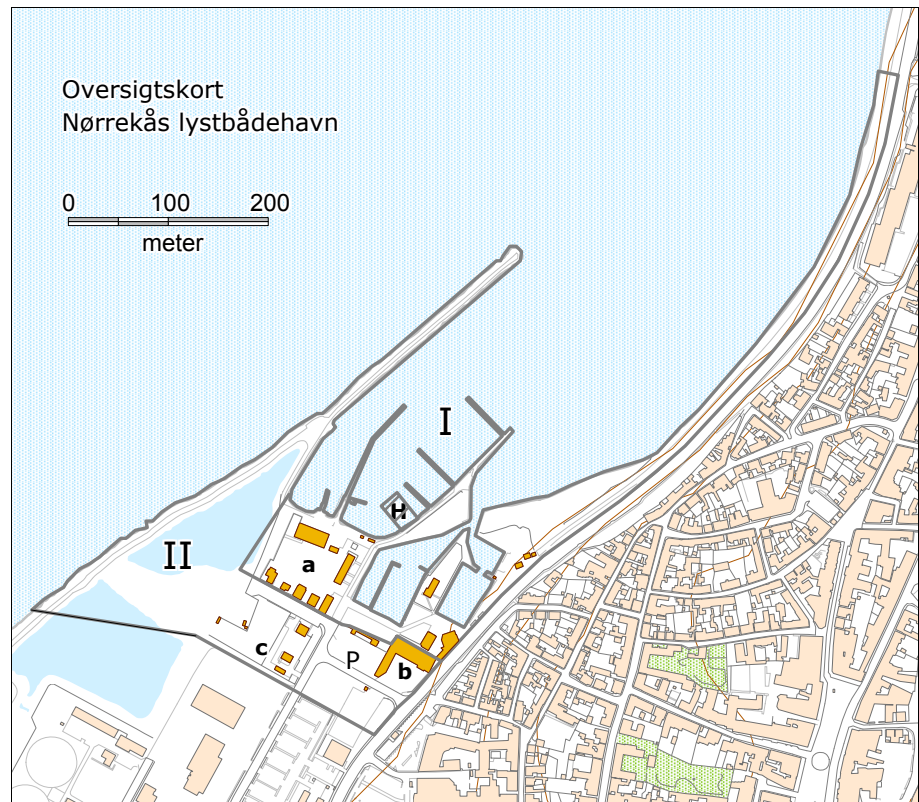 Oversigtskort
Nørrekås lystbådehavn
0 100 200
meter
I
H
II
a
c
P
b